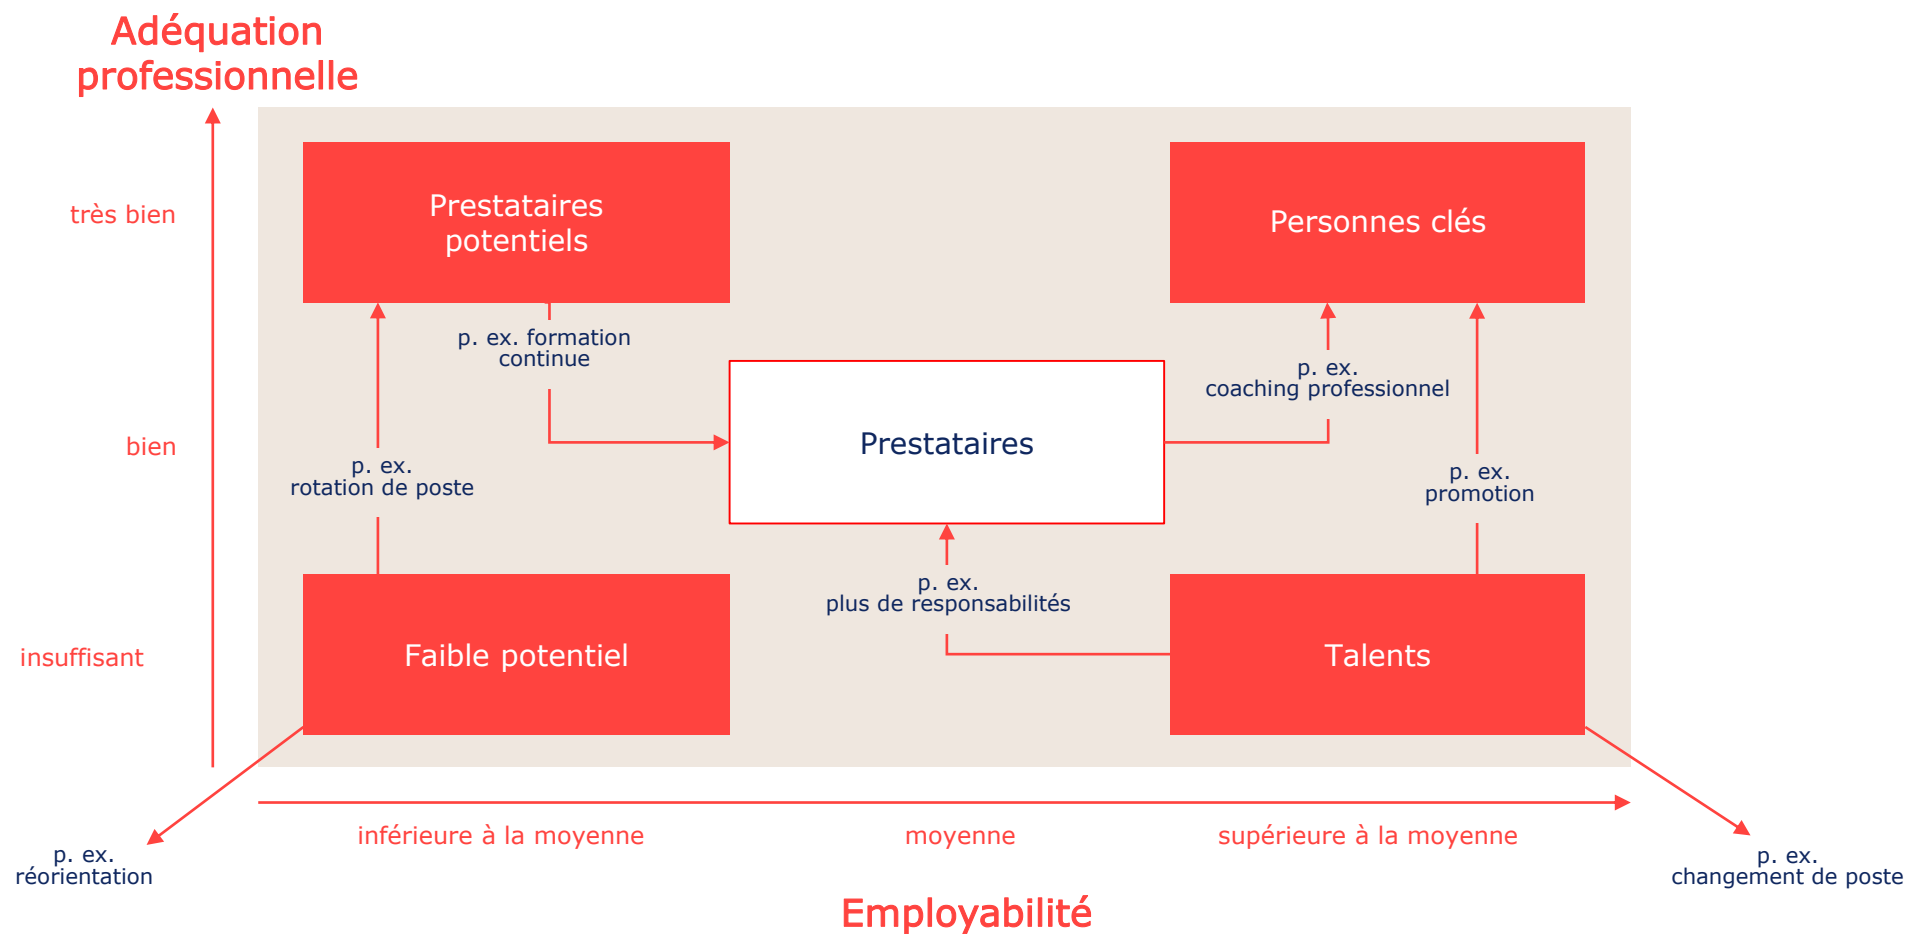 Adéquation
professionnelle
très bien
Prestataires
potentiels
Personnes clés
p. ex. formation
continue
p. ex.
coaching professionnel
bien
Prestataires
p. ex.
rotation de poste
p. ex.
promotion
p. ex.
plus de responsabilités
insuffisant
Faible potentiel
Talents
inférieure à la moyenne
moyenne
supérieure à la moyenne
p. ex.
réorientation
p. ex.
changement de poste
Employabilité